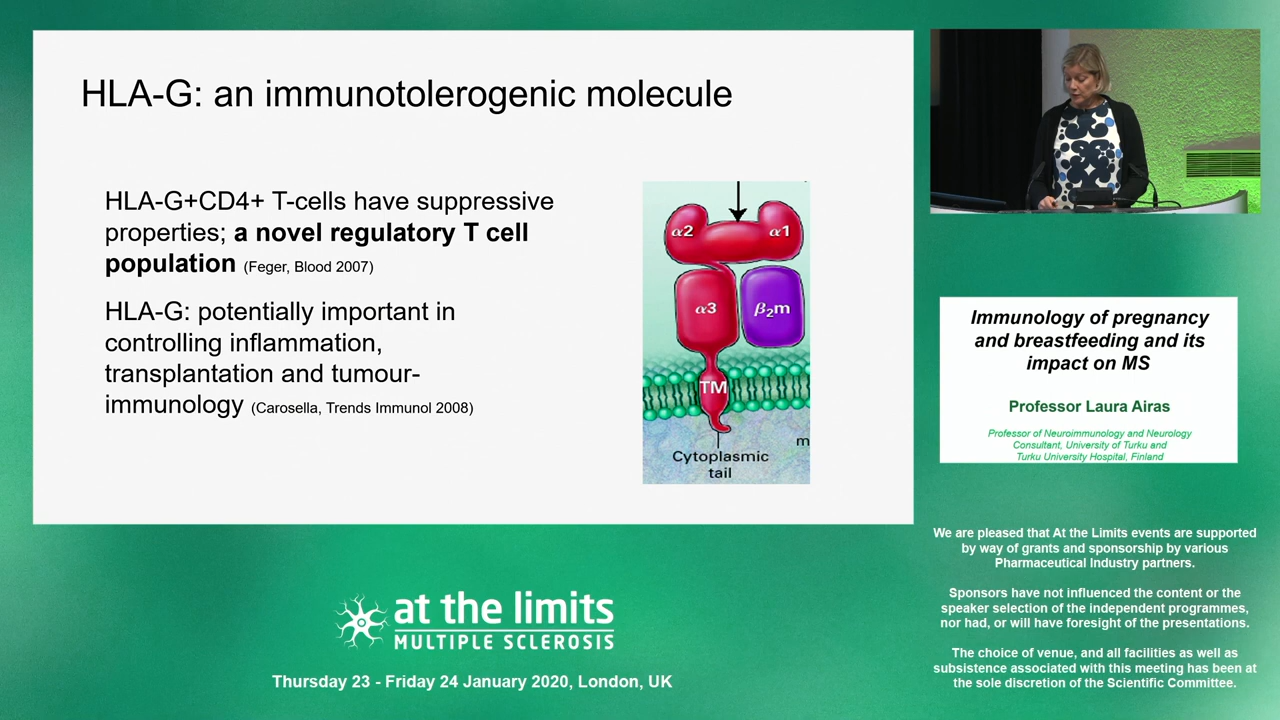 HLA-G: an immunotolerogenic molecule
HLA-G+CD4+ T-cells have suppressive
properties; a novel regulatory T cell
population (Feger, Blood 2007)
HLA-G: potentially important in
controlling inflammation,
transplantation and tumour-
immunology (Carosella, Trends Immunol 2008)
α2
α1
α3
β2m
TM
m
Cytoplasmic
tail
Immunology of pregnancy
and breastfeeding and its
impact on MS
Professor Laura Airas
Professor of Neuroimmunology and Neurology
Consultant, University of Turku and
Turku University Hospital, Finland
We are pleased that At the Limits events are supported
by way of grants and sponsorship by various
Pharmaceutical Industry partners.
Sponsors have not influenced the content or the
speaker selection of the independent programmes,
nor had, or will have foresight of the presentations.
The choice of venue, and all facilities as well as
subsistence associated with this meeting has been at
the sole discretion of the Scientific Committee.
at the limits
MULTIPLE SCLEROSIS
Thursday 23 - Friday 24 January 2020, London, UK